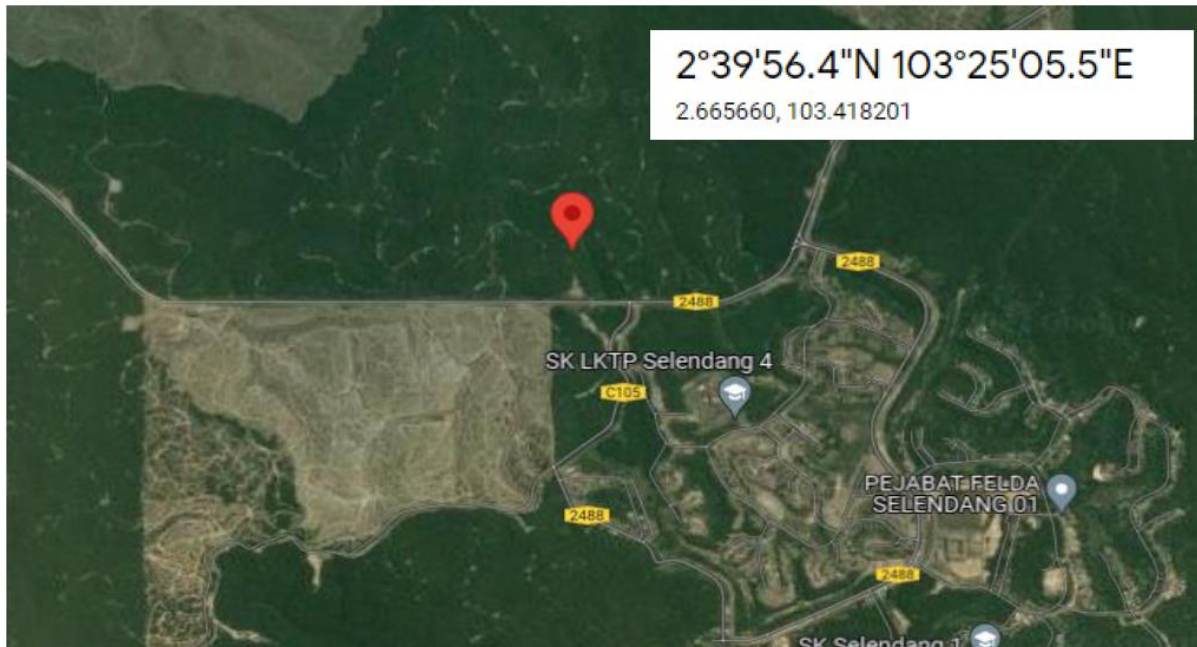 2°39'56.4"N 103°25'05.5"E
2.665660, 103.418201
2488
2488
SK LKTP Selendang 4
C105
PEJABAT FELDA
SELENDANG 01
2488
2488
SK Selendang 1